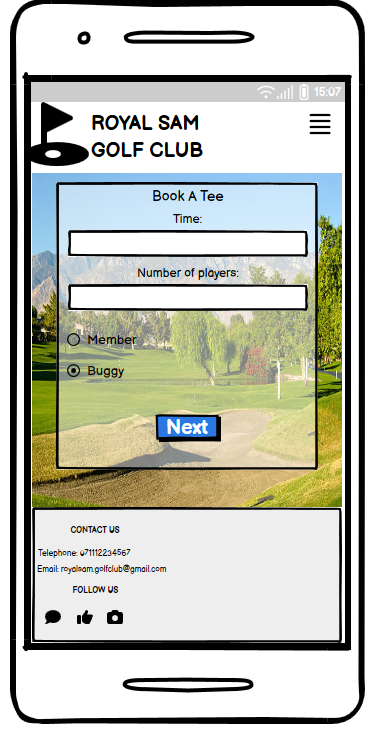 15:07
ROYAL SAM
GOLF CLUB
Book A Tee
Time:
Number of players:
Member
Buggy
Next
CONTACT US
Telephone: 071112234567
Email: royalsam.golfclub@gmail.com
FOLLOW US